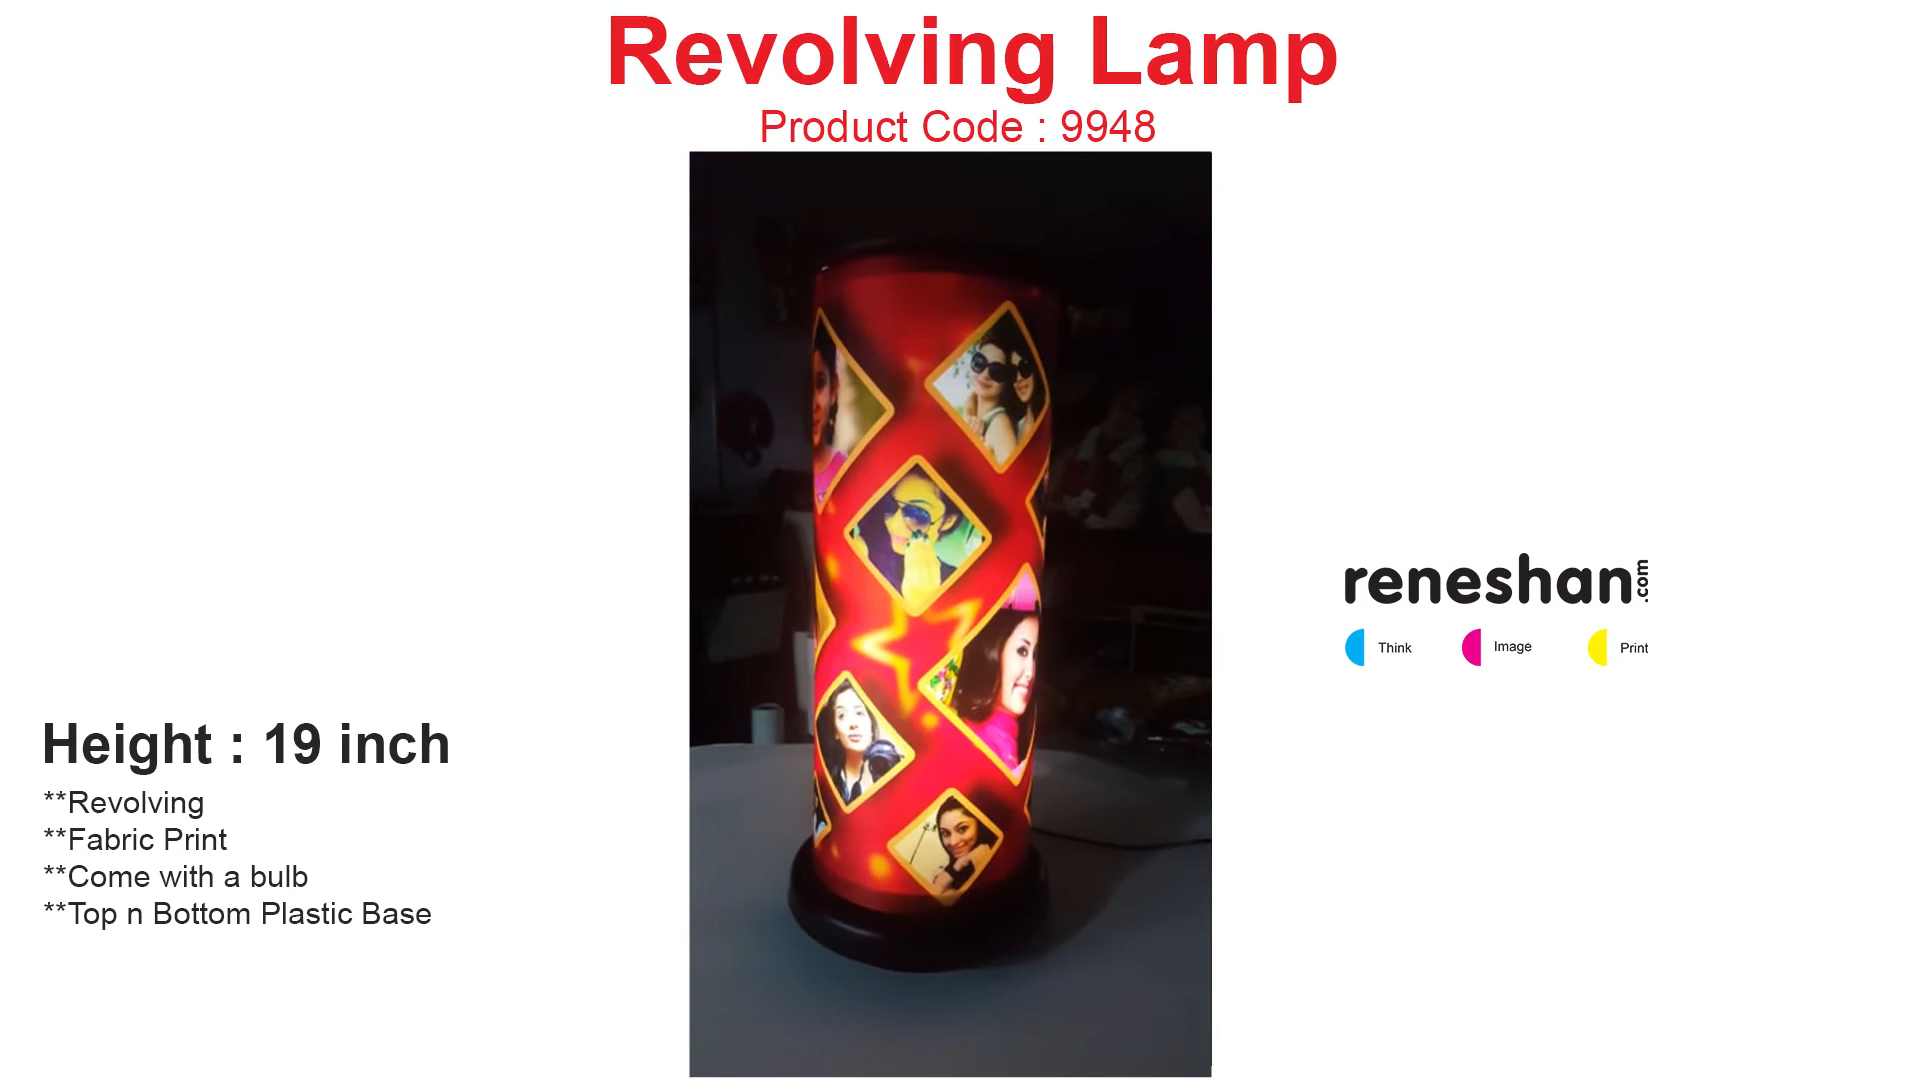 Revolving Lamp
Product Code : 9948
reneshan.com
Think Image Print
Height : 19 inch
**Revolving
**Fabric Print
**Come with a bulb
**Top n Bottom Plastic Base